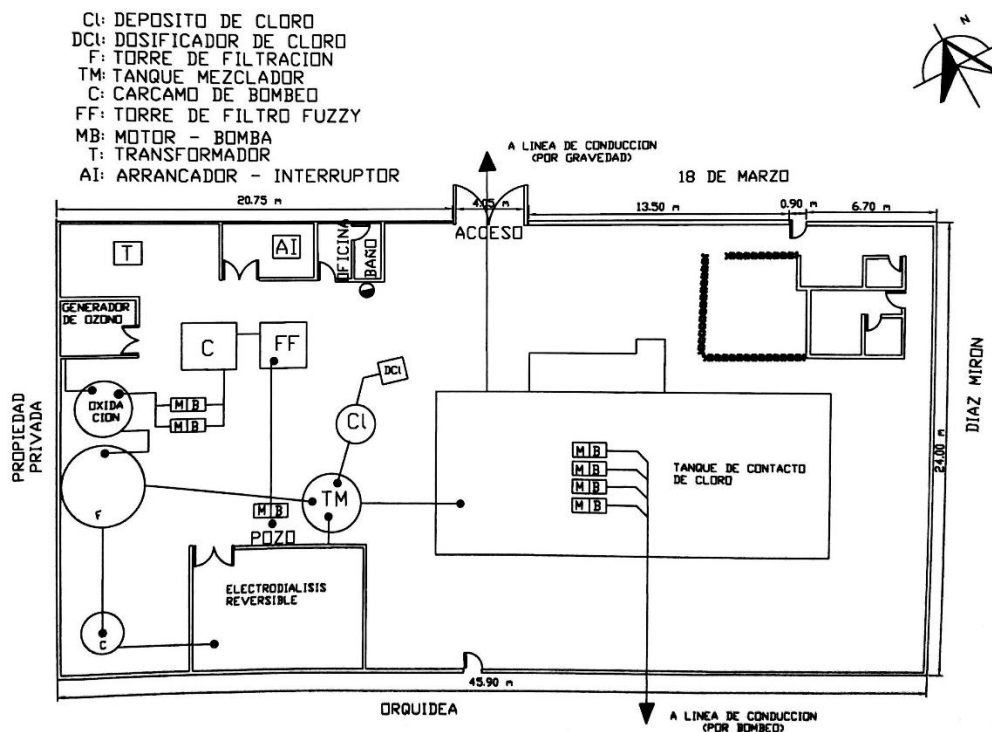 Cl: DEPOSITO DE CLORO
DCl: DOSIFICADOR DE CLORO
F: TORRE DE FILTRACION
TM: TANQUE MEZCLADOR
C: CARCAMO DE BOMBEO
FF: TORRE DE FILTRO FUZZY
MB: MOTOR - BOMBA
T: TRANSFORMADOR
AI: ARRANCADOR - INTERRUPTOR
N
A LINEA DE CONDUCCION
(POR GRAVEDAD)
18 DE MARZO
20.75 m
4.05 m
13.50 m
0.90 m
6.70 m
ACCESO
T
AI
OFICINA
BAÑO
GENERADOR
DE OZONO
C
FF
DCl
OXIDA
CION
M B
M B
Cl
PROPIEDAD
PRIVADA
DIAZ MIRON
24.00 m
M B
M B
M B
M B
TANQUE DE CONTACTO
DE CLORO
F
TM
M B
POZO
ELECTRODIALISIS
REVERSIBLE
C
45.90 m
ORQUIDEA
A LINEA DE CONDUCCION
(POR BOMBEO)